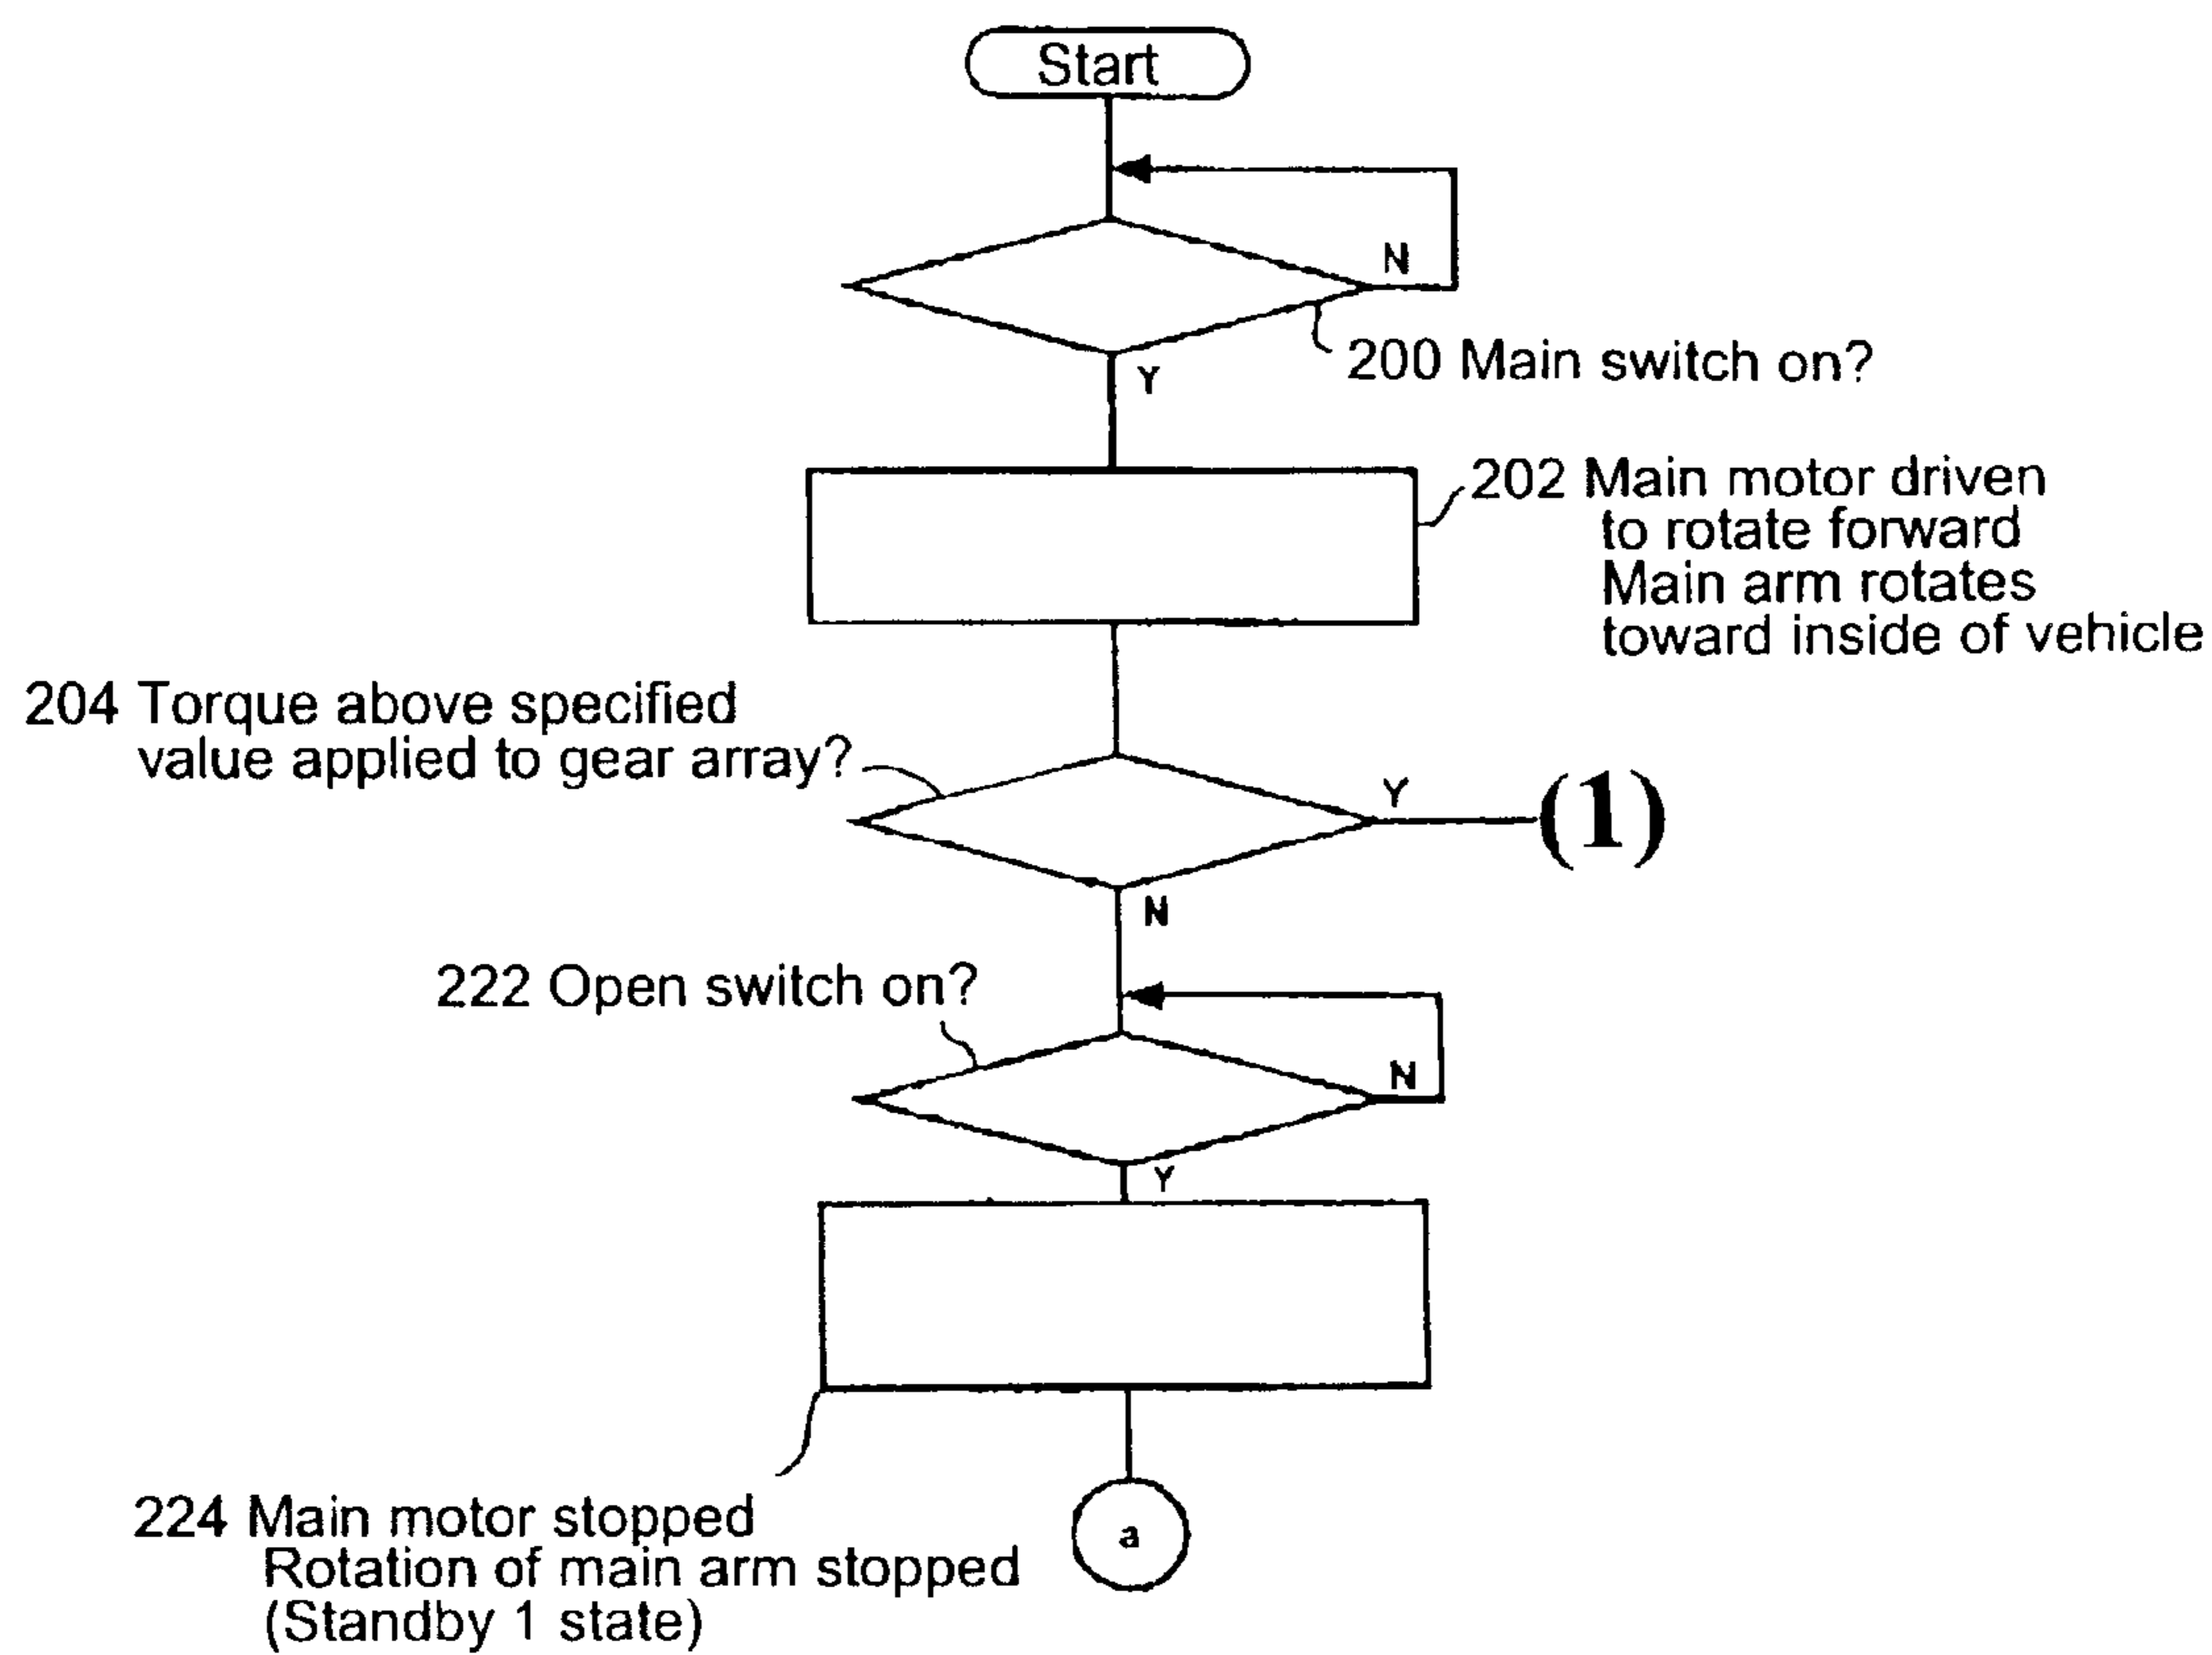 Start
N
200 Main switch on?
Y
202 Main motor driven
to rotate forward
Main arm rotates
toward inside of vehicle
204 Torque above specified
value applied to gear array?
Y
(1)
N
222 Open switch on?
N
Y
224 Main motor stopped
Rotation of main arm stopped
(Standby 1 state)
a